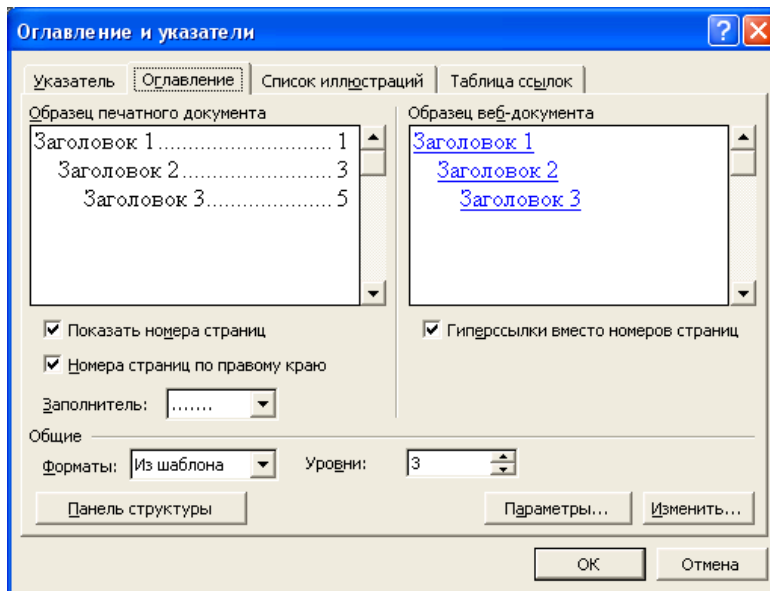 Оглавление и указатели
Указатель Оглавление Список иллюстраций Таблица ссылок
Образец печатного документа
Заголовок 1.............................. 1
Заголовок 2.......................... 3
Заголовок 3...................... 5
Образец веб-документа
Заголовок 1
Заголовок 2
Заголовок 3
Показать номера страниц
Номера страниц по правому краю
Заполнитель: .......
Гиперссылки вместо номеров страниц
Общие
Форматы: Из шаблона Уровни: 3
Панель структуры Параметры... Изменить...
ОК Отмена